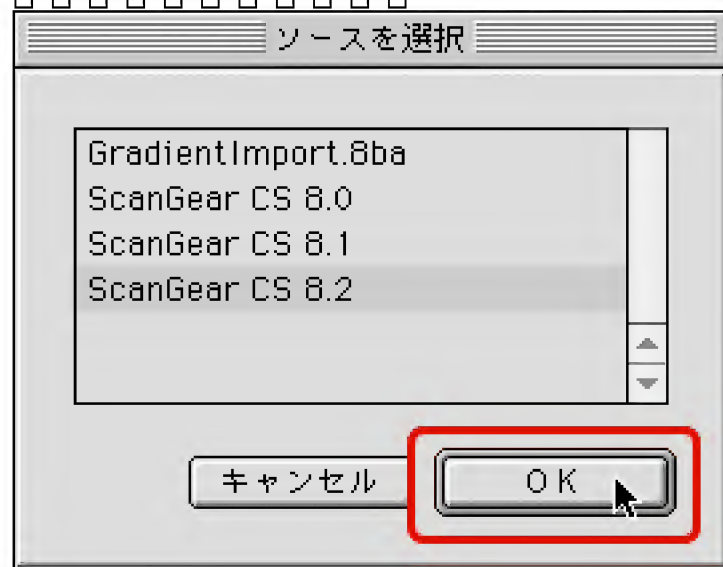 ソースを選択
GradientImport.8ba
ScanGear CS 8.0
ScanGear CS 8.1
ScanGear CS 8.2
キャンセル
OK